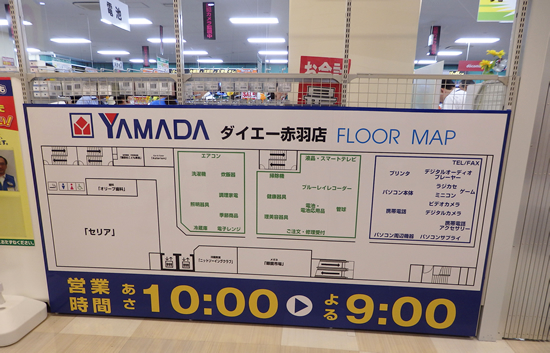 YAMADA ダイエー赤羽店 FLOOR MAP
エアコン
洗濯機 炊飯器
調理家電
照明器具
季節商品
冷蔵庫 電子レンジ
液晶・スマートテレビ
掃除機
ブルーレイレコーダー
健康器具
電池・
電池応用品
管球
理美容器具
ご注文・修理受付
TEL/FAX
プリンタ
デジタルオーディオ
プレーヤー
ラジカセ
ゲーム
パソコン本体
ミニコン
ビデオカメラ
携帯電話
デジタルカメラ
携帯電話
アクセサリー
パソコン周辺機器
パソコンサプライ
「オリーブ歯科」
「セリア」
営業
時間
あさ
10:00
よる
9:00